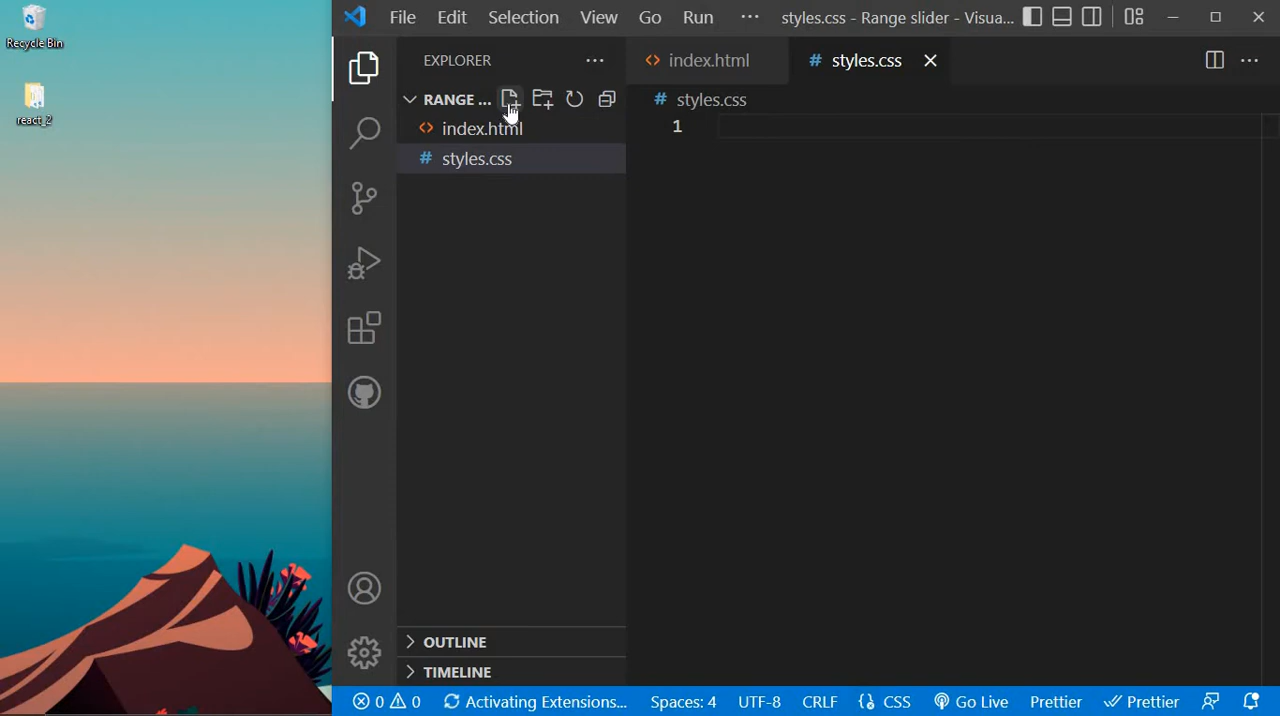 Recycle Bin
react_2
File Edit Selection View Go Run ··· styles.css - Range slider - Visua...
EXPLORER ···
RANGE ...
index.html
styles.css
index.html
# styles.css
# styles.css
1
OUTLINE
TIMELINE
0 0 Activating Extensions... Spaces: 4 UTF-8 CRLF {} CSS Go Live Prettier Prettier